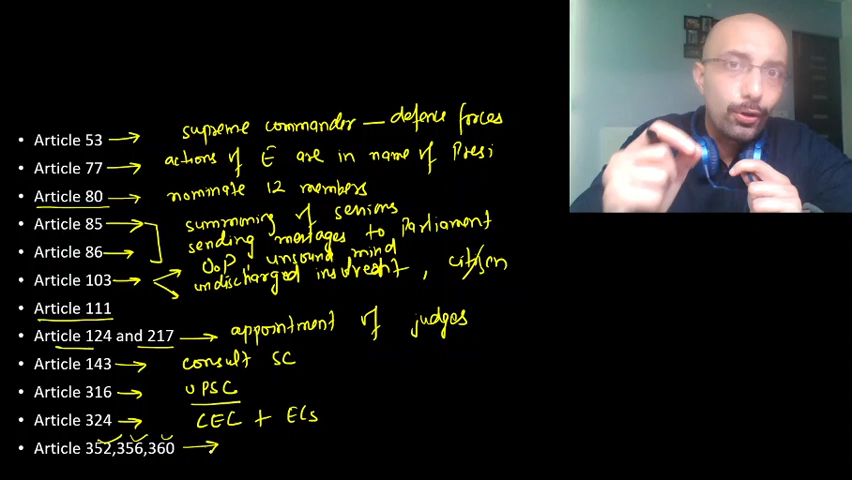 • Article 53 → supreme commander — defence forces
• Article 77 → actions of E are in name of Presi
• Article 80 → nominate 12 members
• Article 85 → summoning of sessions
• Article 86 → sending messages to Parliament
• Article 103 → OoP, unsound mind
undischarged insolvent, citizen
• Article 111
• Article 124 and 217 → appointment of judges
• Article 143 → consult SC
• Article 316 → UPSC
• Article 324 → CEC + ECs
• Article 352,356,360 →